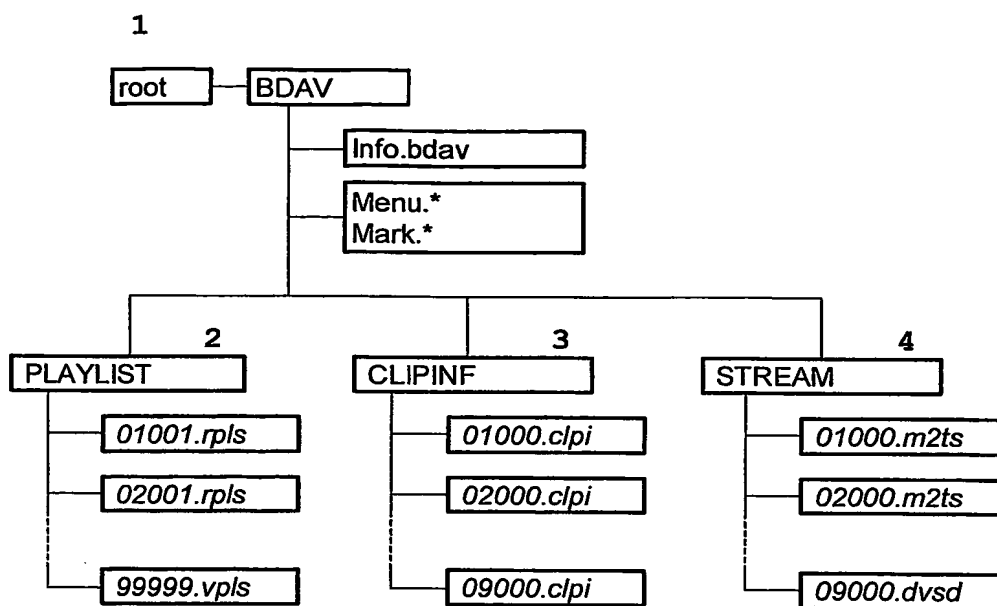 1
root
BDAV
Info.bdav
Menu.*
Mark.*
2
PLAYLIST
01001.rpls
02001.rpls
99999.vpls
3
CLIPINF
01000.clpi
02000.clpi
09000.clpi
4
STREAM
01000.m2ts
02000.m2ts
09000.dvsd